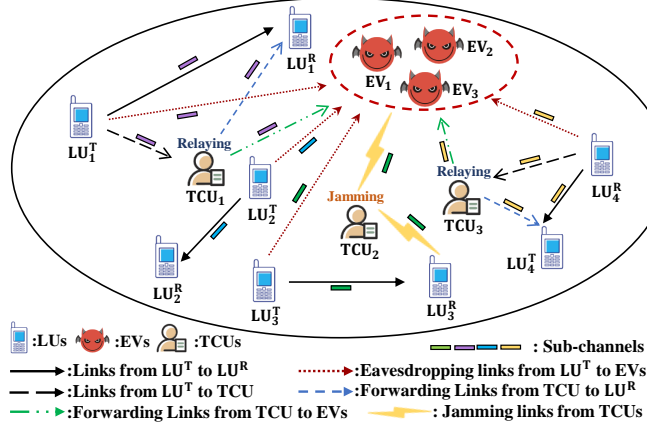 LU₁ᴿ
EV₁
EV₂
EV₃
LU₁ᵀ
Relaying
TCU₁
LU₂ᵀ
Jamming
TCU₂
Relaying
TCU₃
LU₄ᴿ
LU₄ᵀ
LU₂ᴿ
LU₃ᵀ
LU₃ᴿ
:LUs :EVs :TCUs : Sub-channels
:Links from LUᵀ to LUᴿ :Eavesdropping links from LUᵀ to EVs
:Links from LUᵀ to TCU :Forwarding Links from TCU to LUᴿ
:Forwarding Links from TCU to EVs : Jamming links from TCUs